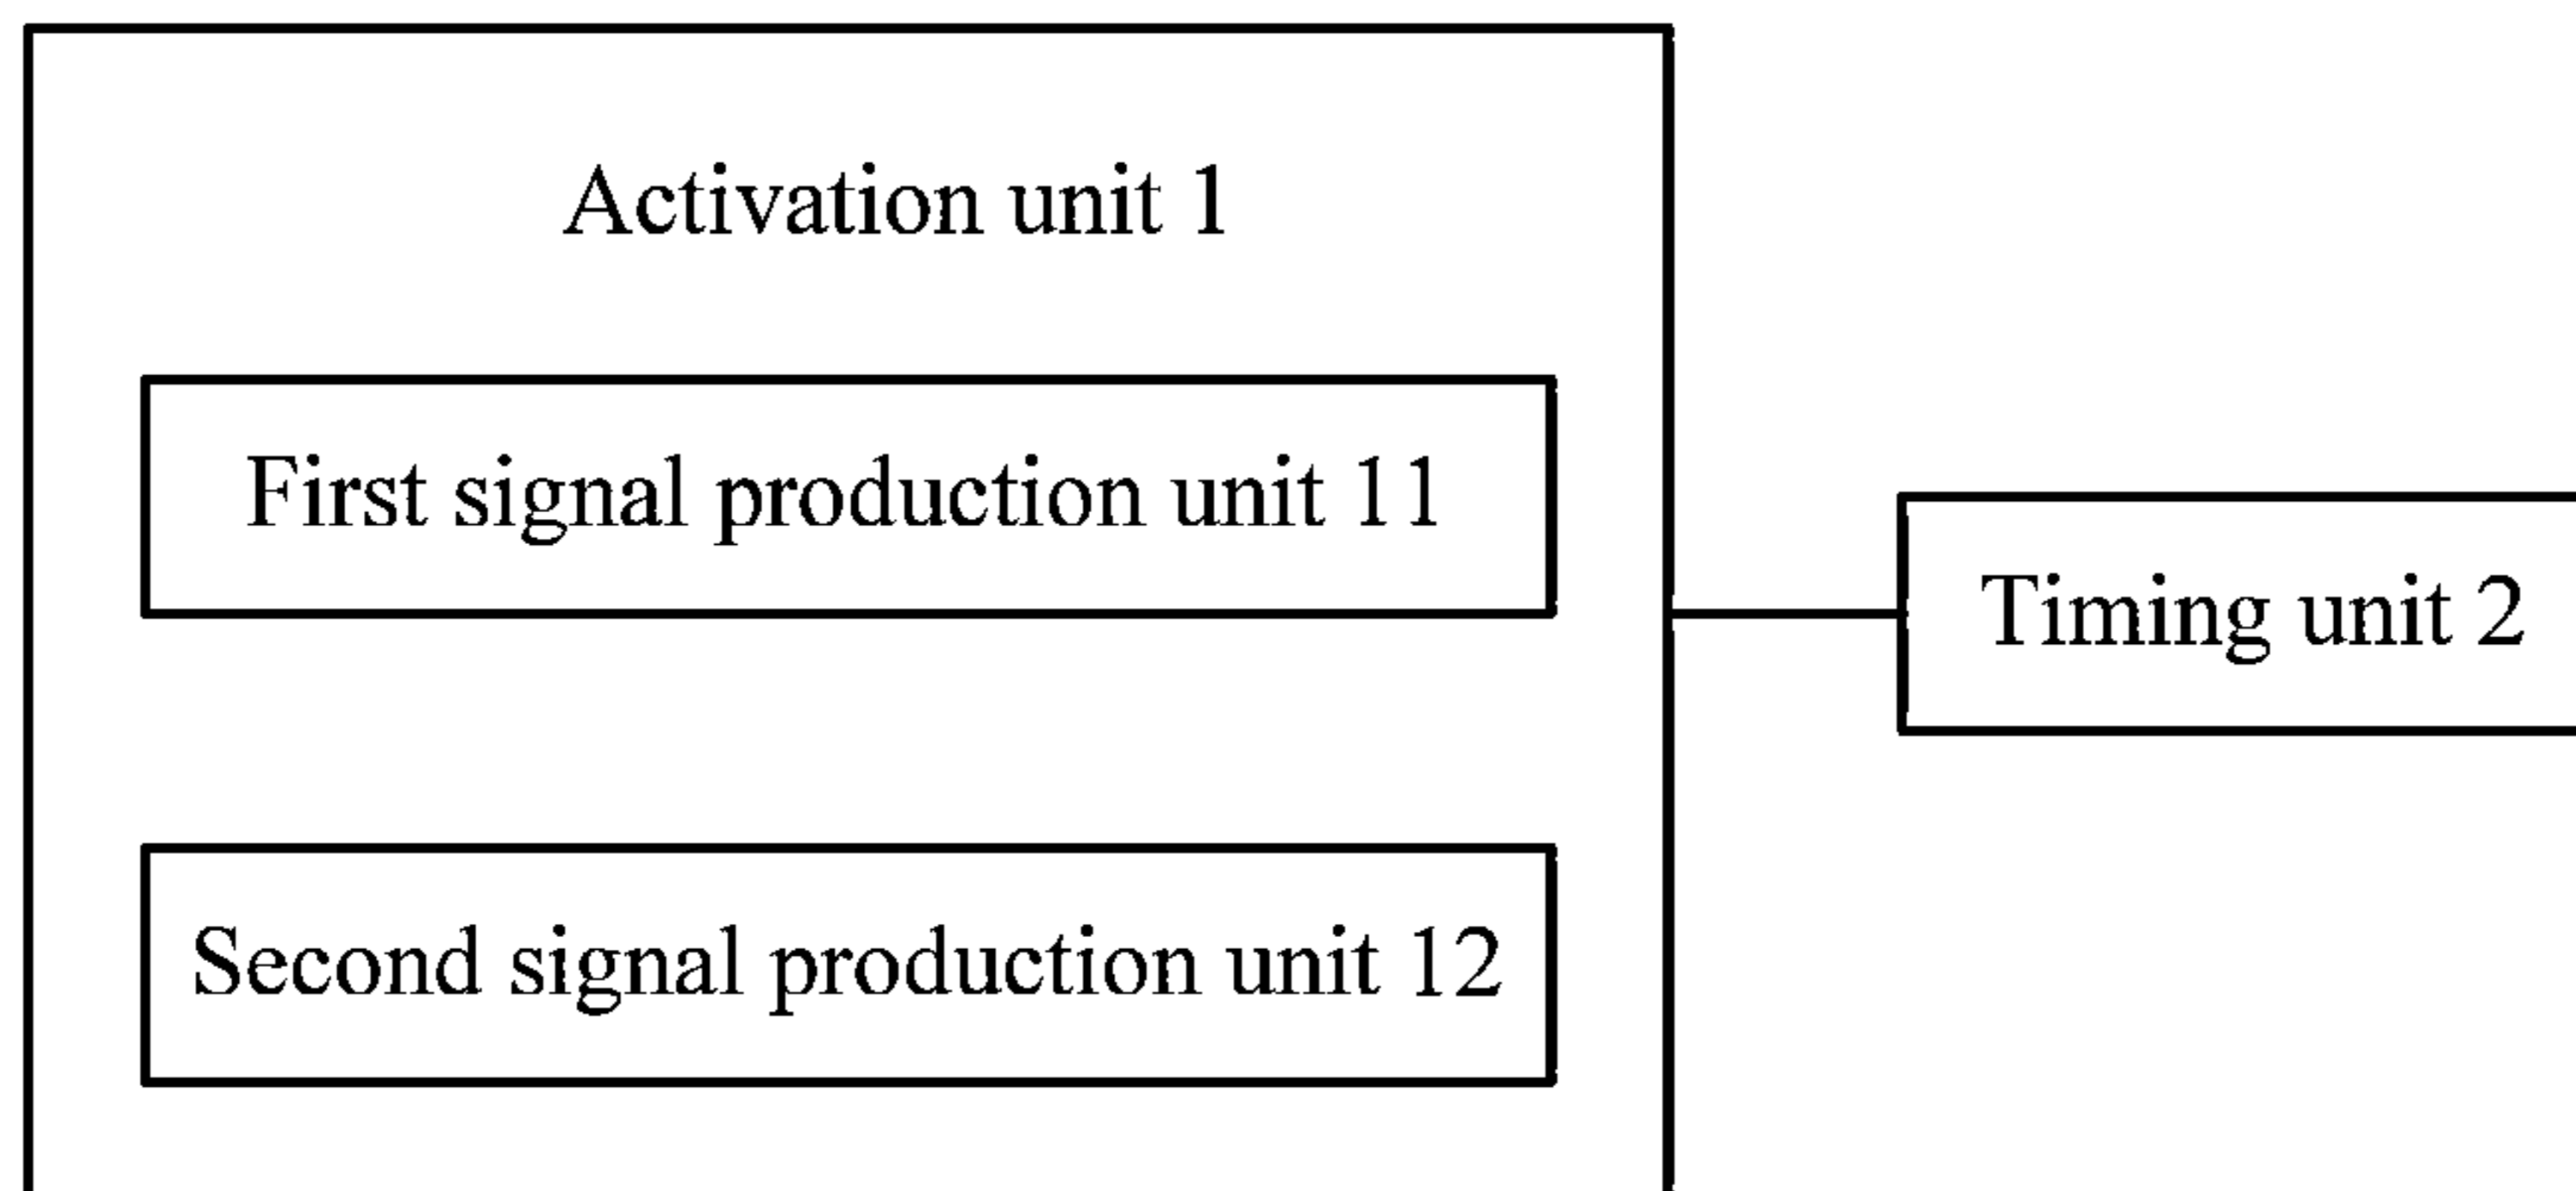 Activation unit 1
First signal production unit 11
Timing unit 2
Second signal production unit 12